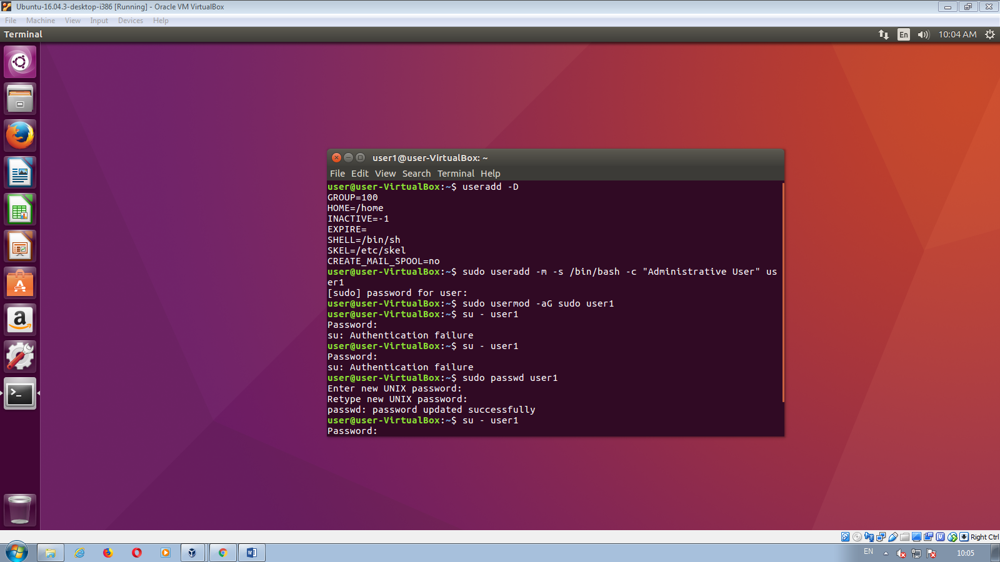 Ubuntu-16.04.3-desktop-i386 [Running] - Oracle VM VirtualBox
File Machine View Input Devices Help
Terminal
En
10:04 AM
user1@user-VirtualBox: ~
File Edit View Search Terminal Help
user@user-VirtualBox:~$ useradd -D
GROUP=100
HOME=/home
INACTIVE=-1
EXPIRE=
SHELL=/bin/sh
SKEL=/etc/skel
CREATE_MAIL_SPOOL=no
user@user-VirtualBox:~$ sudo useradd -m -s /bin/bash -c "Administrative User" us
er1
[sudo] password for user:
user@user-VirtualBox:~$ sudo usermod -aG sudo user1
user@user-VirtualBox:~$ su - user1
Password:
su: Authentication failure
user@user-VirtualBox:~$ su - user1
Password:
su: Authentication failure
user@user-VirtualBox:~$ sudo passwd user1
Enter new UNIX password:
Retype new UNIX password:
passwd: password updated successfully
user@user-VirtualBox:~$ su - user1
Password:
Right Ctrl
EN
10:05